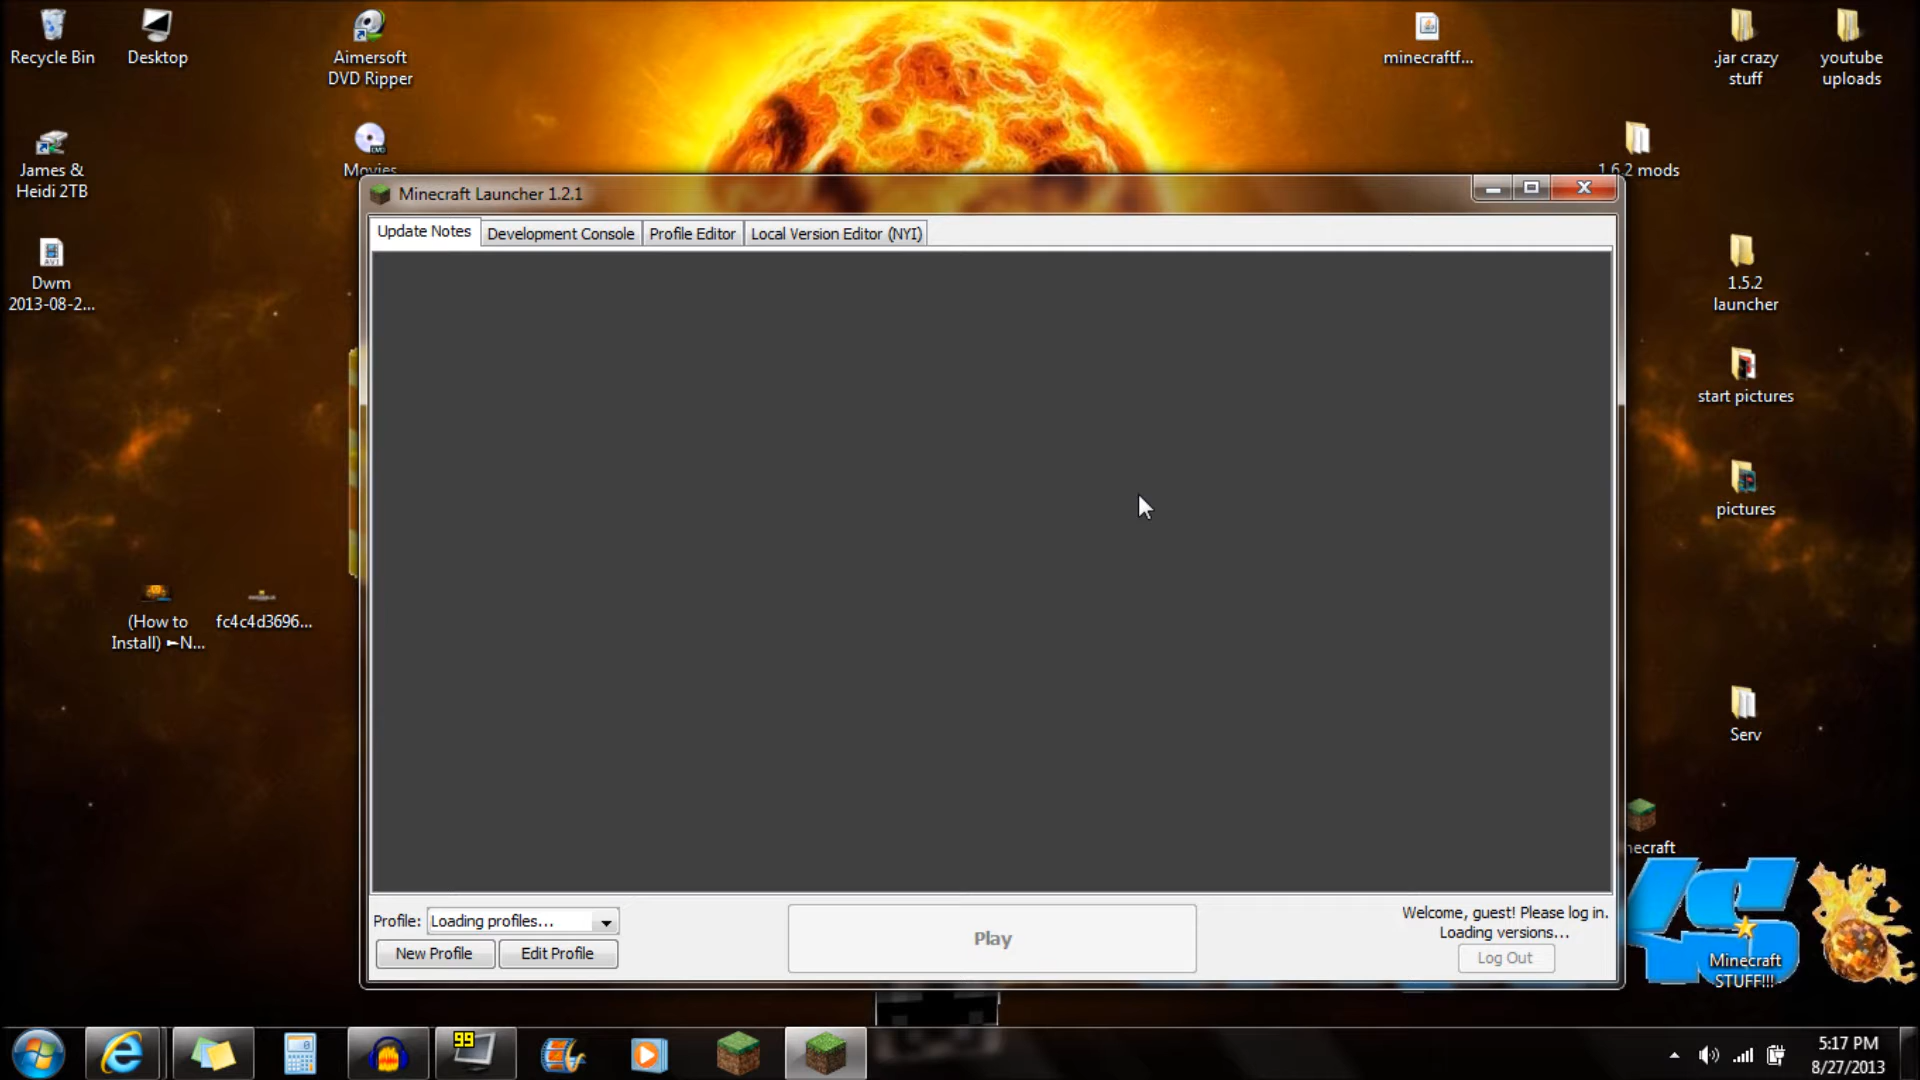 Recycle Bin
Desktop
Aimersoft
DVD Ripper
minecraftf...
.jar crazy
stuff
youtube
uploads
James &
Heidi 2TB
Movies
1.6.2 mods
Minecraft Launcher 1.2.1
Update Notes
Development Console
Profile Editor
Local Version Editor (NYI)
Dwm
2013-08-2...
1.5.2
launcher
start pictures
pictures
(How to
Install) ►N...
fc4c4d3696...
Serv
necraft
Profile:
Loading profiles...
New Profile
Edit Profile
Play
Welcome, guest! Please log in.
Loading versions...
Log Out
Minecraft
STUFF!!!
99
5:17 PM
8/27/2013